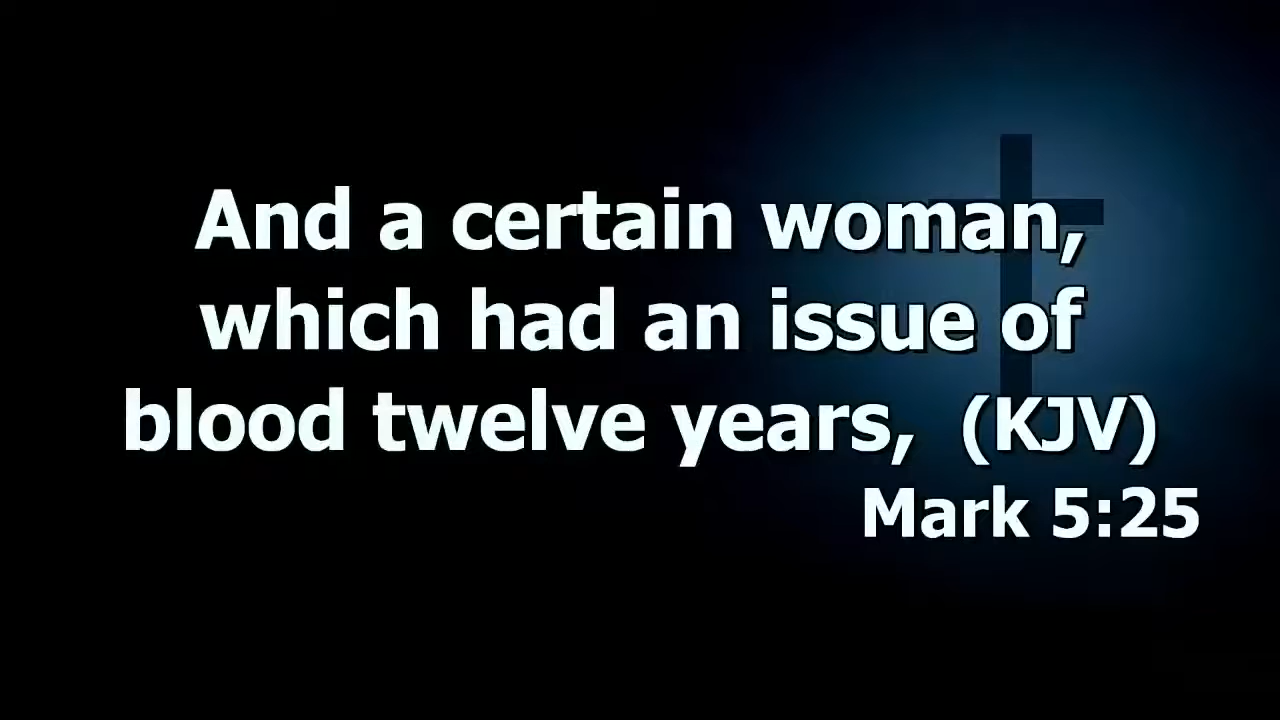 And a certain woman,
which had an issue of
blood twelve years, (KJV)
Mark 5:25